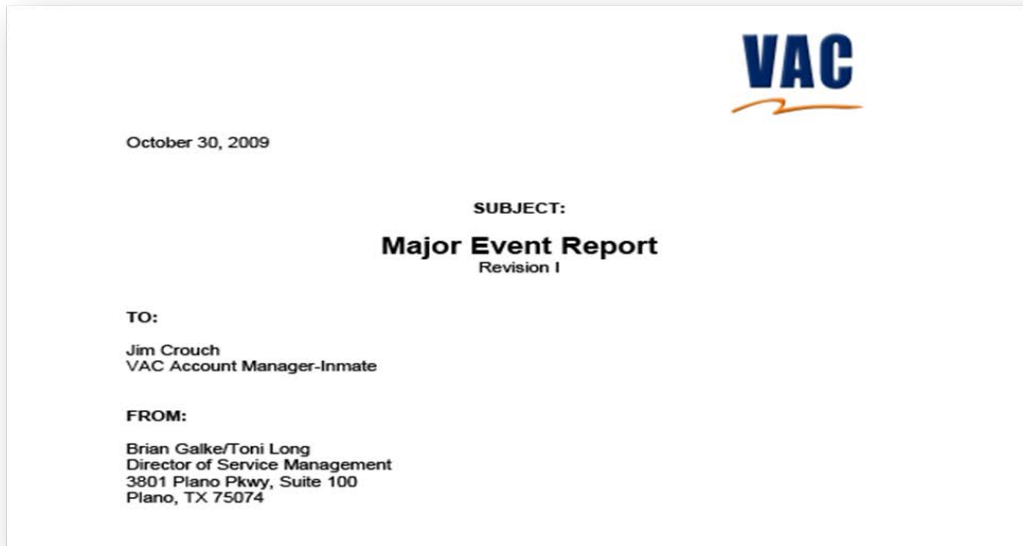 VAC
October 30, 2009
SUBJECT:
Major Event Report
Revision I
TO:
Jim Crouch
VAC Account Manager-Inmate
FROM:
Brian Galke/Toni Long
Director of Service Management
3801 Plano Pkwy, Suite 100
Plano, TX 75074